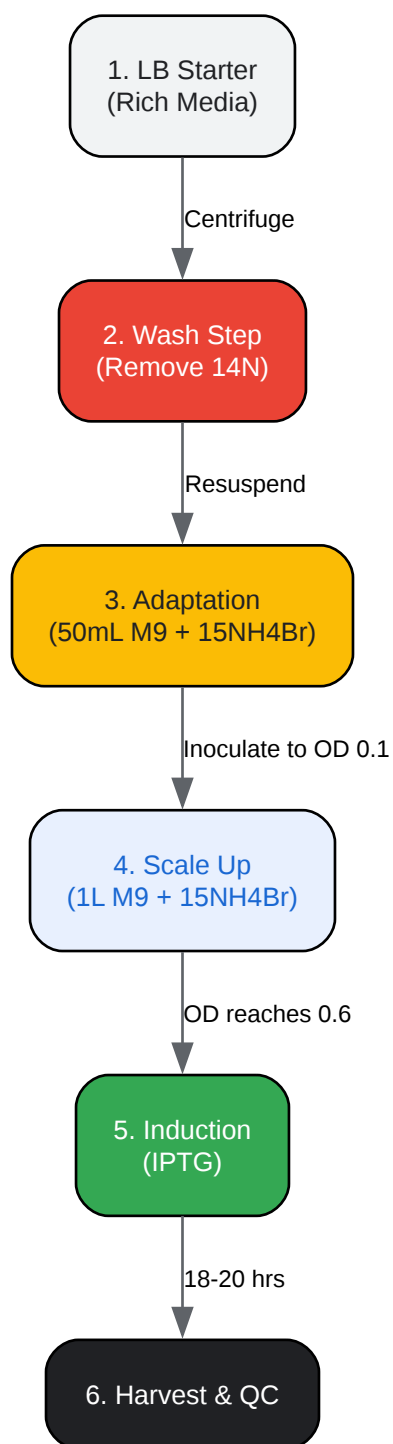 1. LB Starter
(Rich Media)
Centrifuge
2. Wash Step
(Remove 14N)
Resuspend
3. Adaptation
(50mL M9 + 15NH4Br)
Inoculate to OD 0.1
4. Scale Up
(1L M9 + 15NH4Br)
OD reaches 0.6
5. Induction
(IPTG)
18-20 hrs
6. Harvest & QC